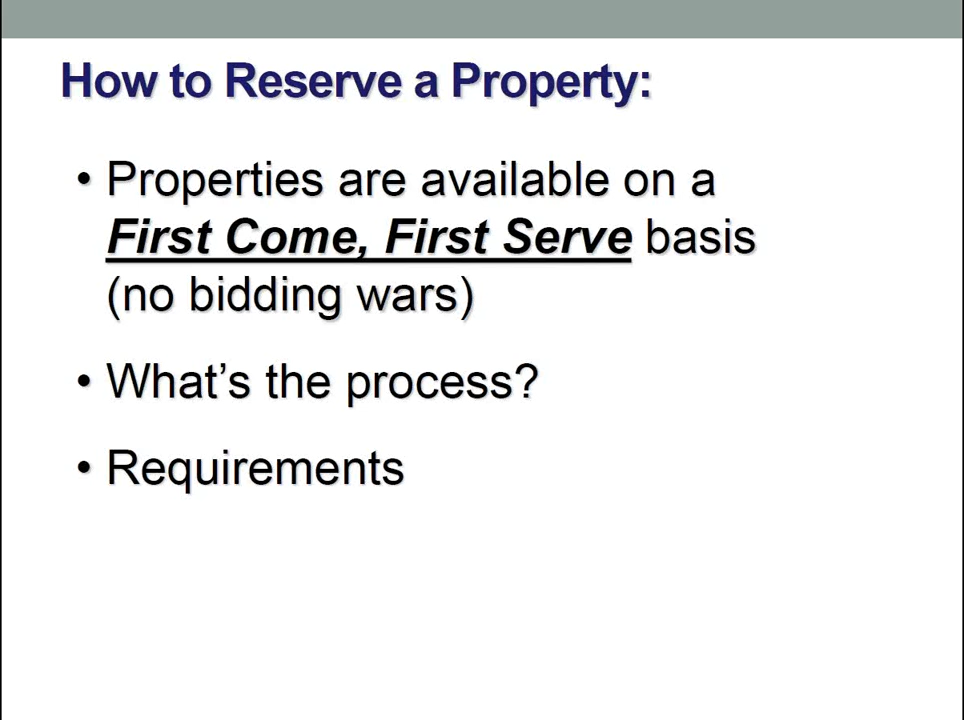 How to Reserve a Property:
• Properties are available on a
First Come, First Serve basis
(no bidding wars)
• What’s the process?
• Requirements